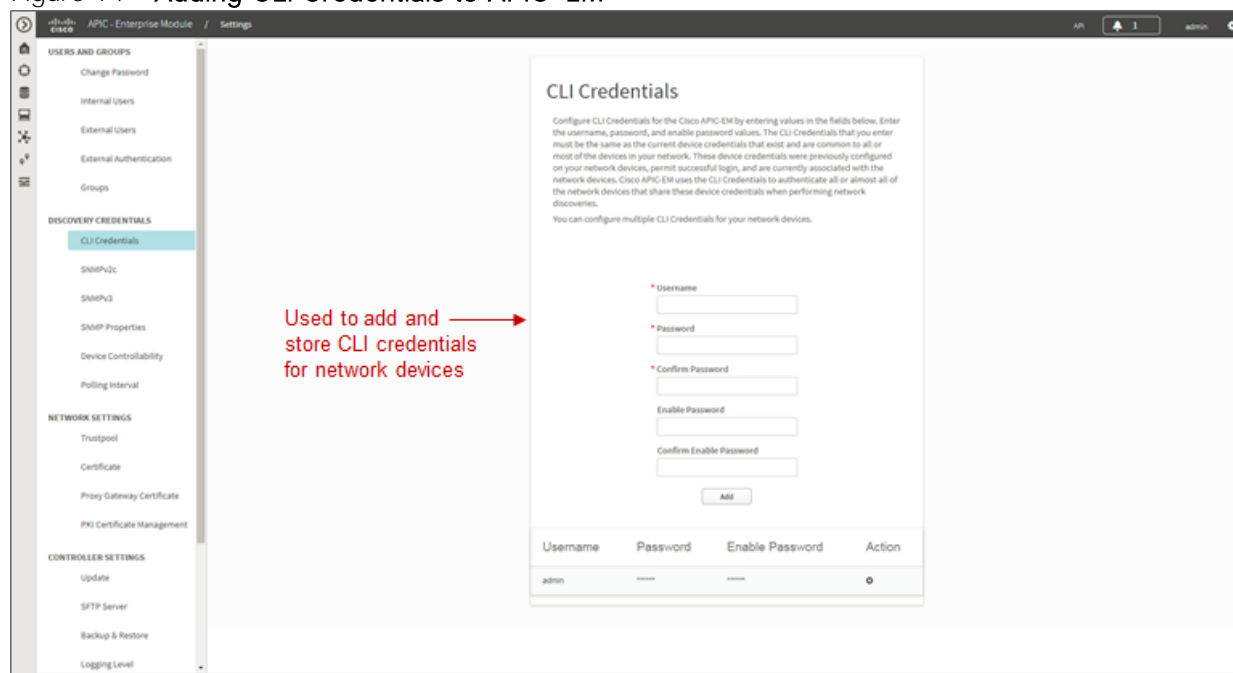 Adding CLI Credentials to APIC-EM
cisco APIC - Enterprise Module / Settings
API
1
admin
USERS AND GROUPS
Change Password
Internal Users
External Users
External Authentication
Groups
DISCOVERY CREDENTIALS
CLI Credentials
SNMPv2c
SNMPv3
SNMP Properties
Device Controllability
Polling Interval
NETWORK SETTINGS
Trustpool
Certificate
Proxy Gateway Certificate
PKI Certificate Management
CONTROLLER SETTINGS
Update
SFTP Server
Backup & Restore
Logging Level
Used to add and
store CLI credentials
for network devices
CLI Credentials
Configure CLI Credentials for the Cisco APIC-EM by entering values in the fields below. Enter
the username, password, and enable password values. The CLI Credentials that you enter
must be the same as the current device credentials that exist and are common to all or
most of the devices in your network. These device credentials were previously configured
on your network devices, permit successful login, and are currently associated with the
network devices. Cisco APIC-EM uses the CLI Credentials to authenticate all or almost all of
the network devices that share these device credentials when performing network
discoveries.
You can configure multiple CLI Credentials for your network devices.
* Username
* Password
* Confirm Password
Enable Password
Confirm Enable Password
Add
Username Password Enable Password Action
admin ***** *****